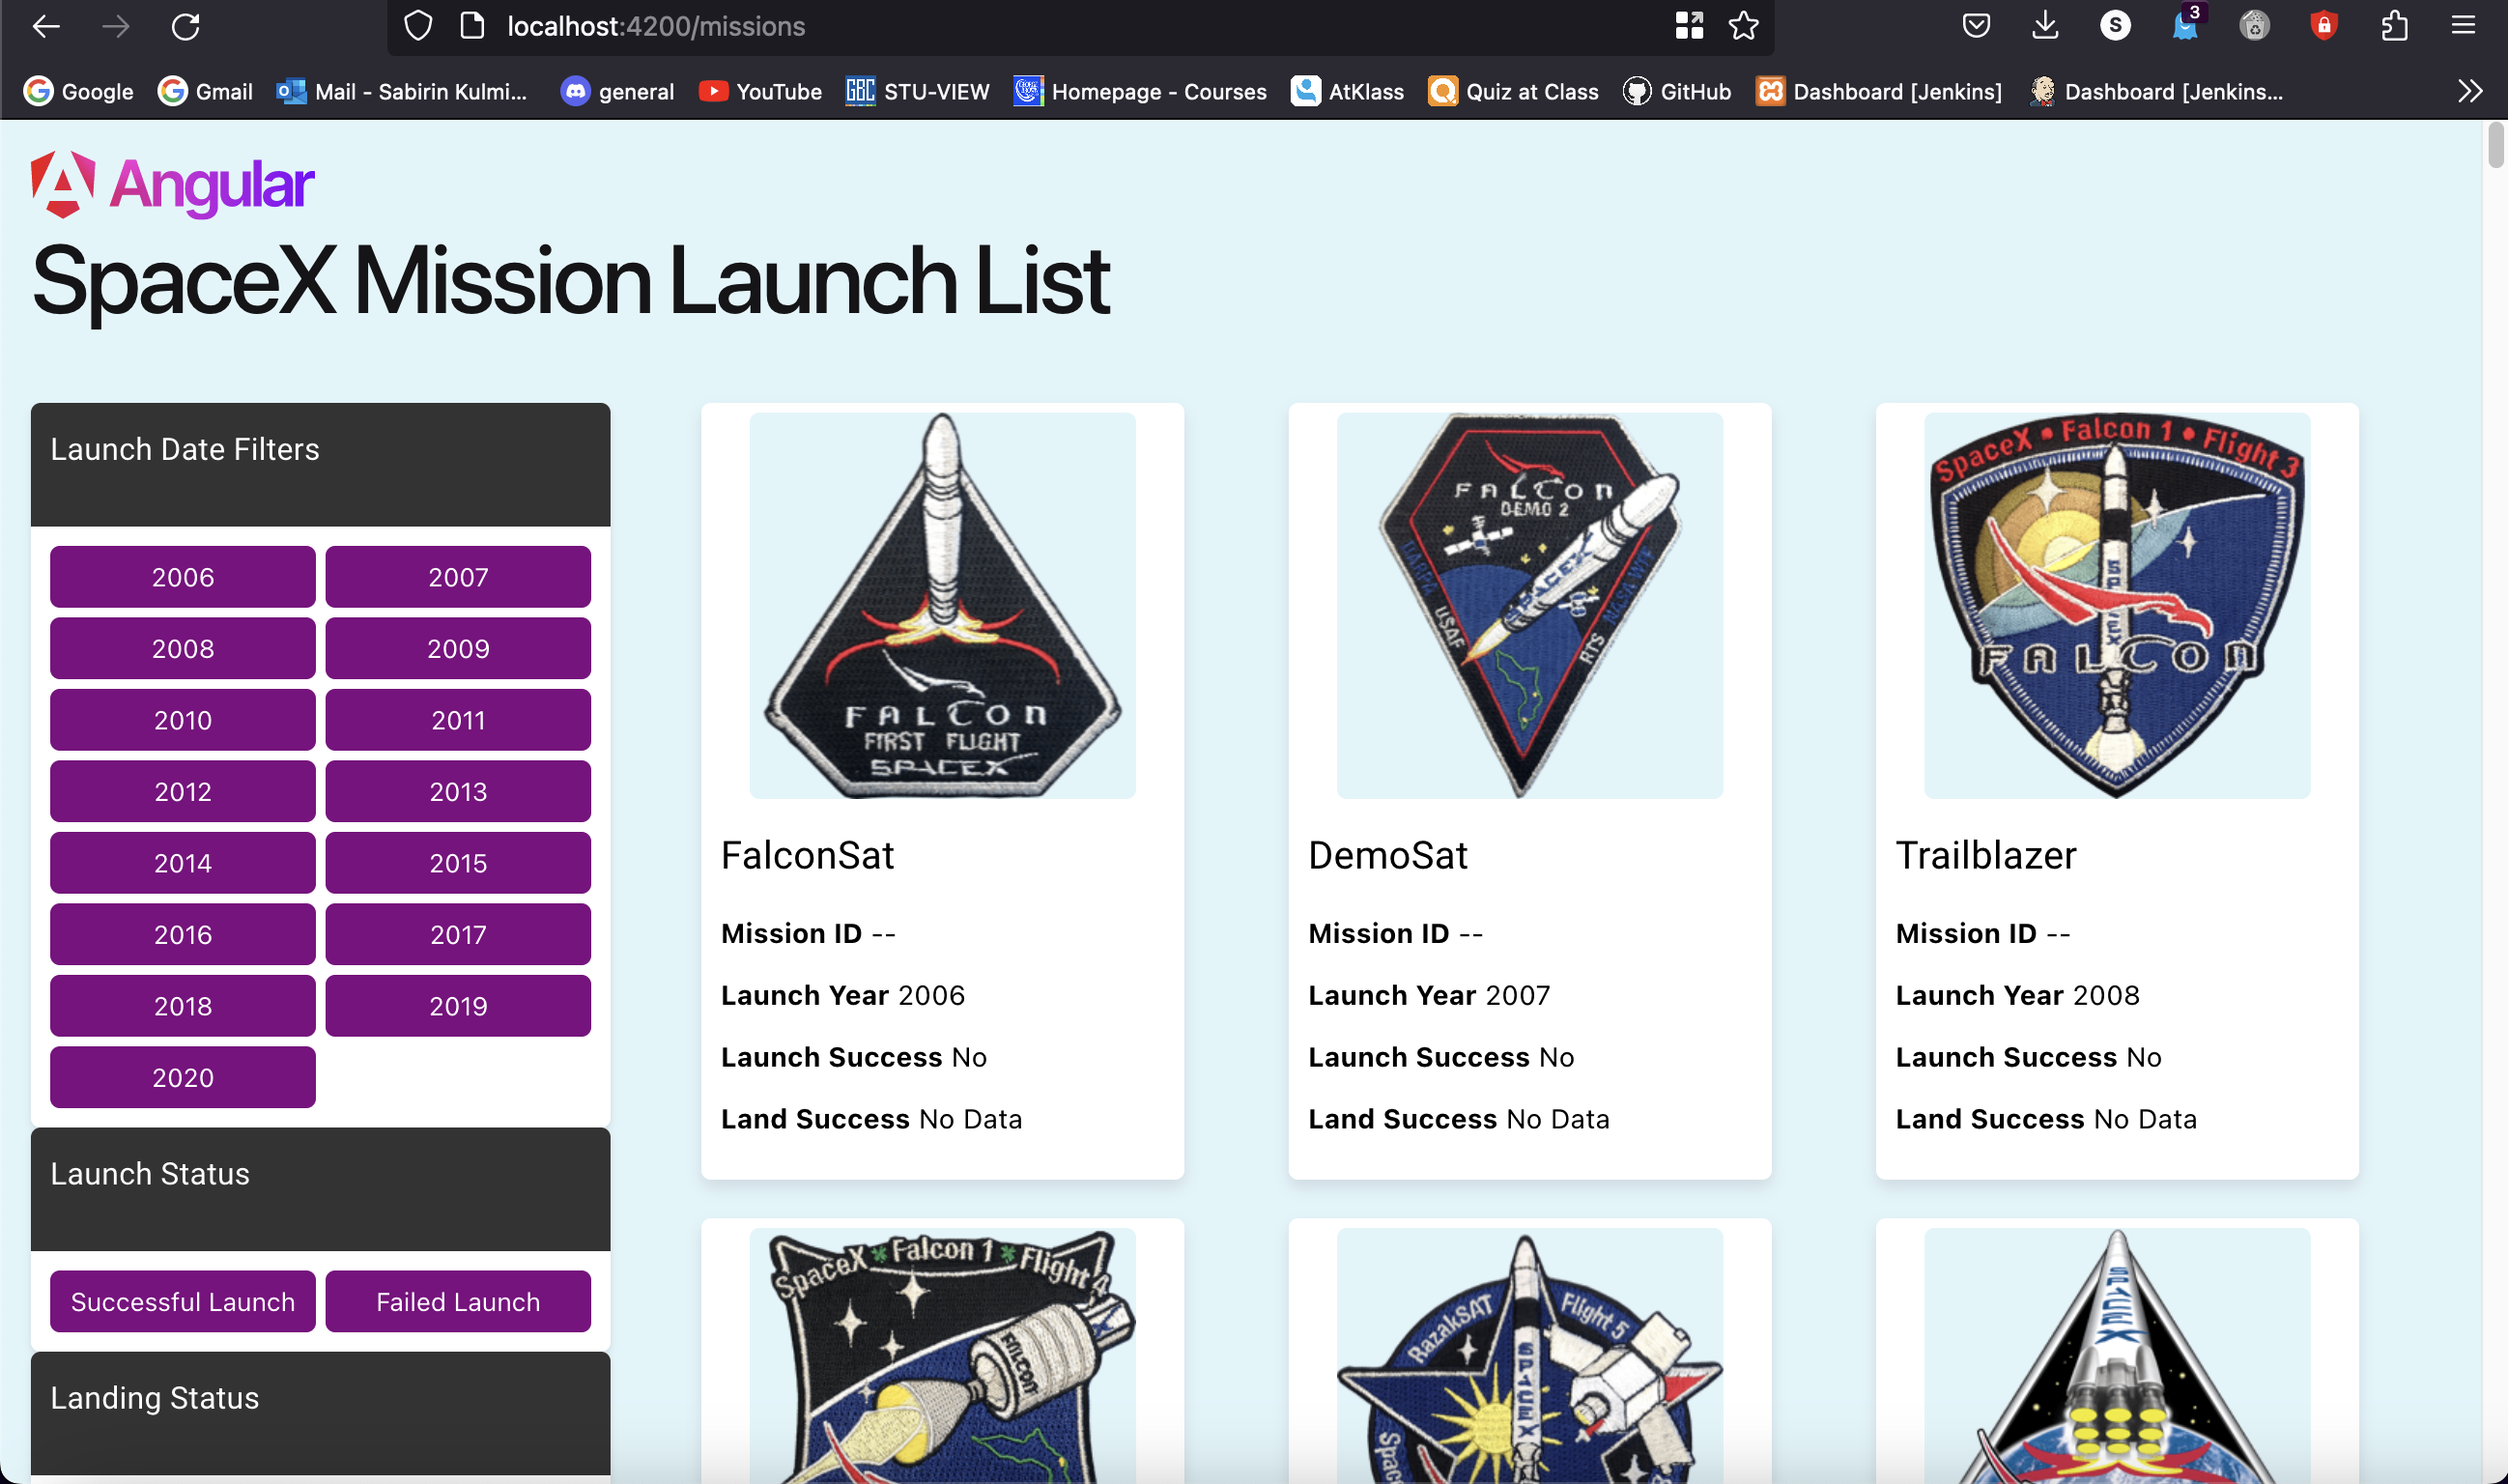 localhost:4200/missions
S
3
Google
Gmail
Mail - Sabirin Kulmi...
general
YouTube
GBC STU-VIEW
Homepage - Courses
AtKlass
Quiz at Class
GitHub
Dashboard [Jenkins]
Dashboard [Jenkins...
Angular
SpaceX Mission Launch List
Launch Date Filters
2006 2007
2008 2009
2010 2011
2012 2013
2014 2015
2016 2017
2018 2019
2020
Launch Status
Successful Launch Failed Launch
Landing Status
FALCON
FIRST FLIGHT
SPACEX
FalconSat
Mission ID --
Launch Year 2006
Launch Success No
Land Success No Data
FALCON
DEMO 2
SPACEX
DARPA
USAF
RTS
NASA WFF
DemoSat
Mission ID --
Launch Year 2007
Launch Success No
Land Success No Data
SpaceX • Falcon 1 • Flight 3
SPACEX
FALCON
Trailblazer
Mission ID --
Launch Year 2008
Launch Success No
Land Success No Data
SpaceX Falcon 1 Flight 4
FALCON
RazakSAT Flight 5
SPACEX
SPACEX